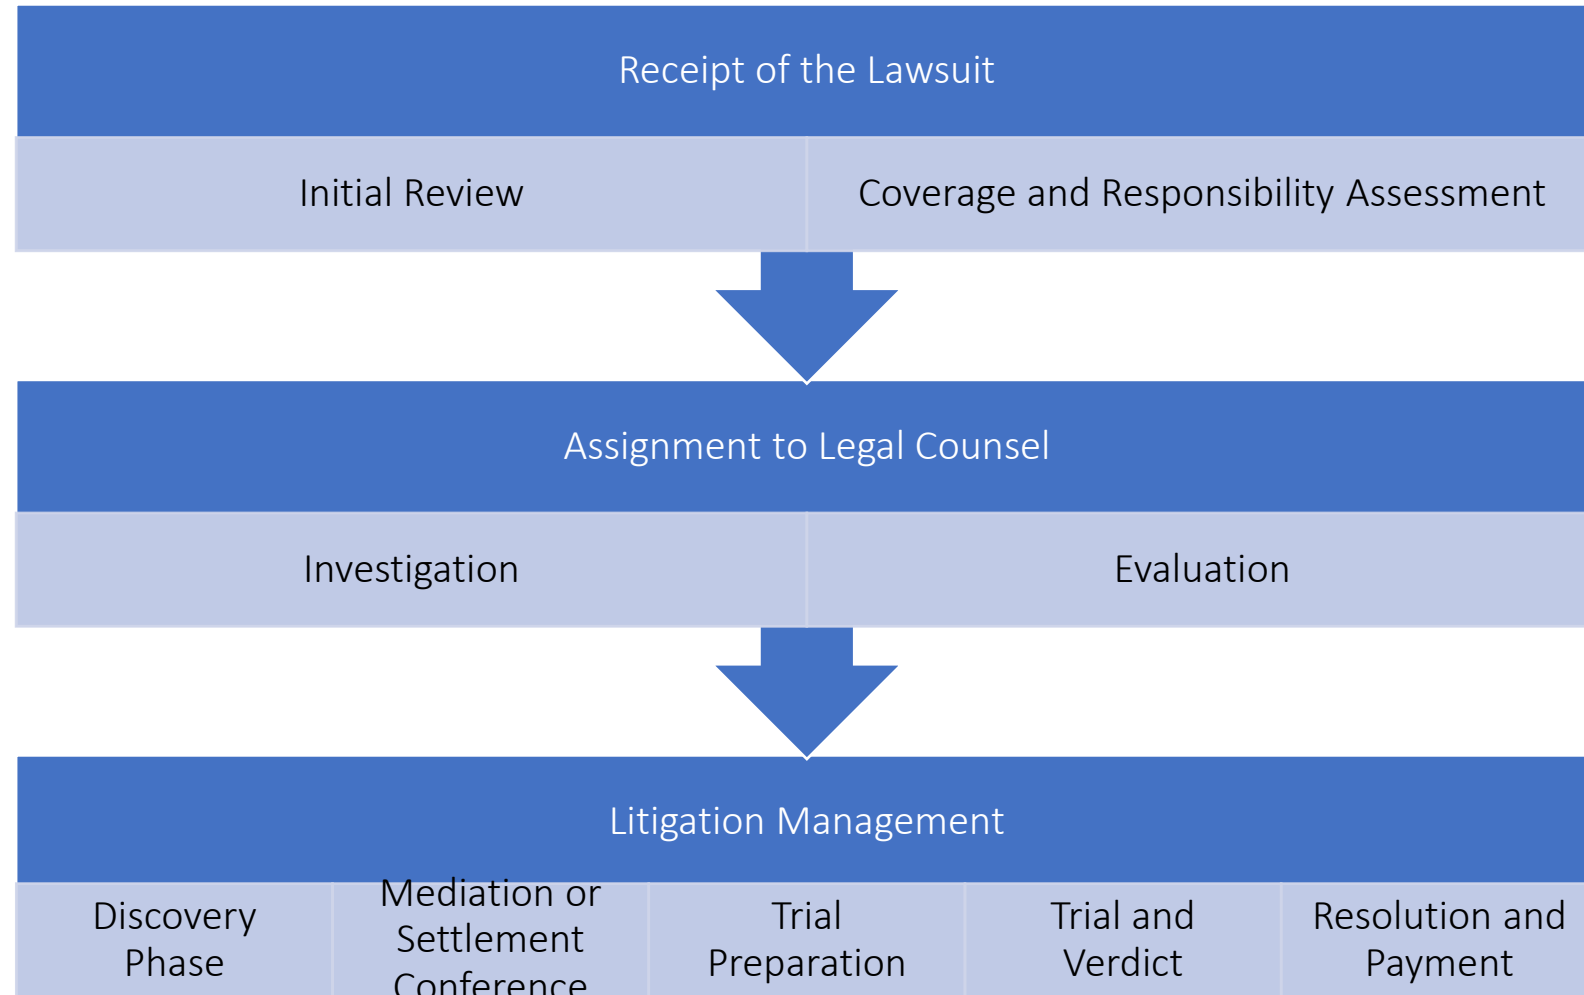 Receipt of the Lawsuit
Initial Review
Coverage and Responsibility Assessment
Assignment to Legal Counsel
Investigation
Evaluation
Litigation Management
Discovery
Phase
Mediation or
Settlement
Conference
Trial
Preparation
Trial and
Verdict
Resolution and
Payment